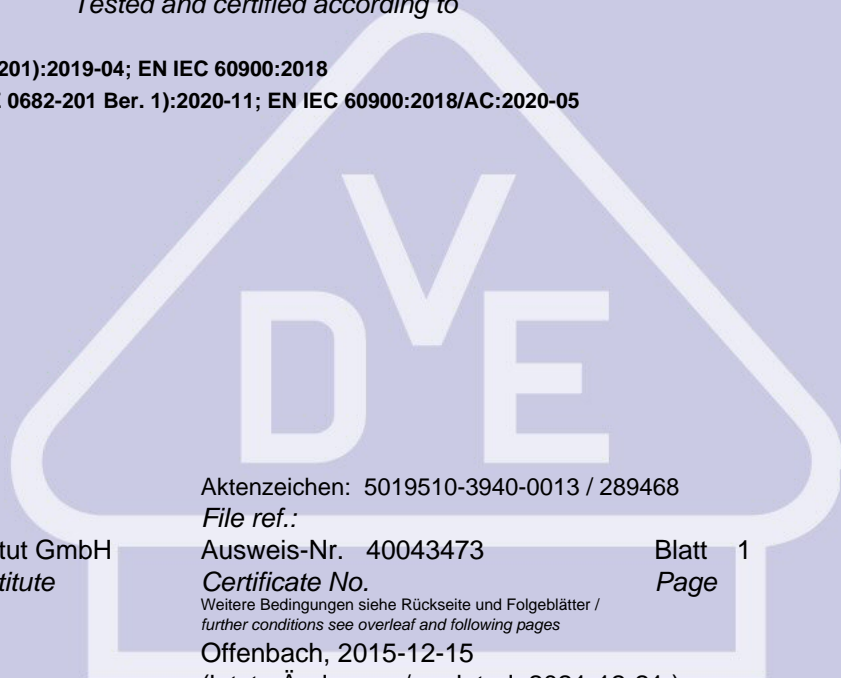 Tested and certified according to
201):2019-04; EN IEC 60900:2018
0682-201 Ber. 1):2020-11; EN IEC 60900:2018/AC:2020-05
DVE
Aktenzeichen: 5019510-3940-0013 / 289468
File ref.:
tut GmbH Ausweis-Nr. 40043473 Blatt 1
titute Certificate No. Page
Weitere Bedingungen siehe Rückseite und Folgeblätter /
further conditions see overleaf and following pages
Offenbach, 2015-12-15